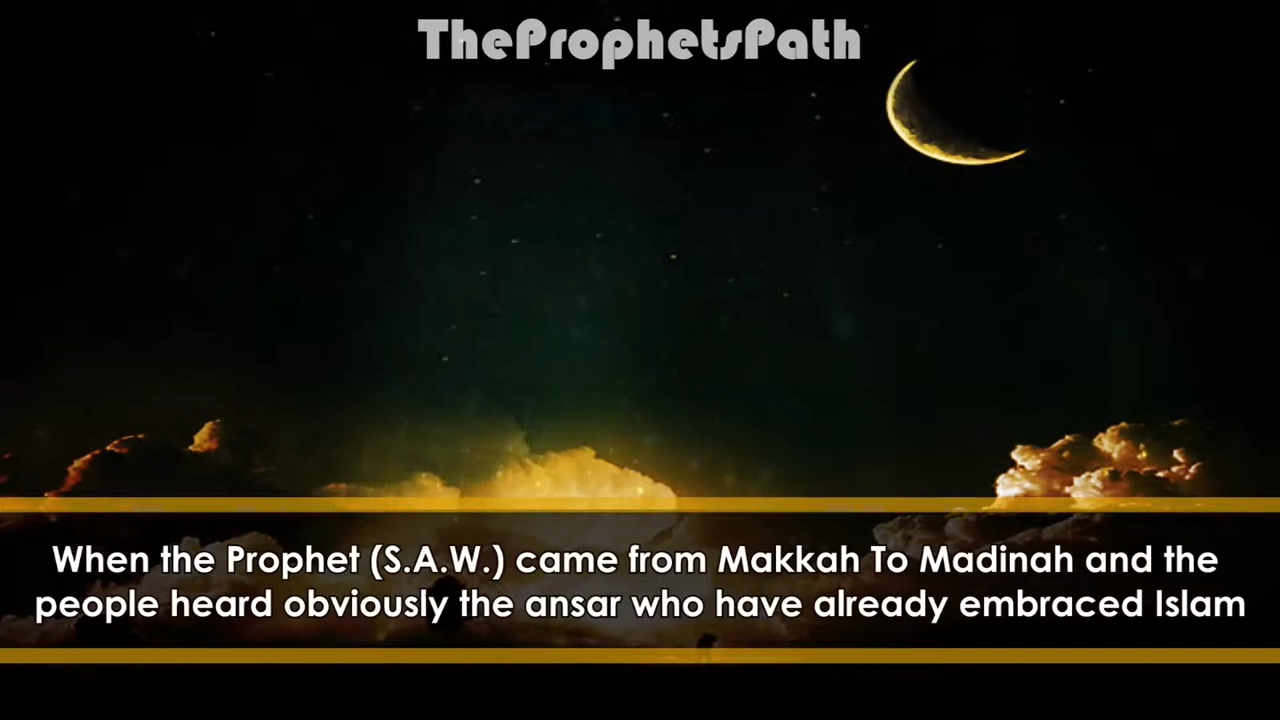 TheProphetsPath
When the Prophet (S.A.W.) came from Makkah To Madinah and the
people heard obviously the ansar who have already embraced Islam